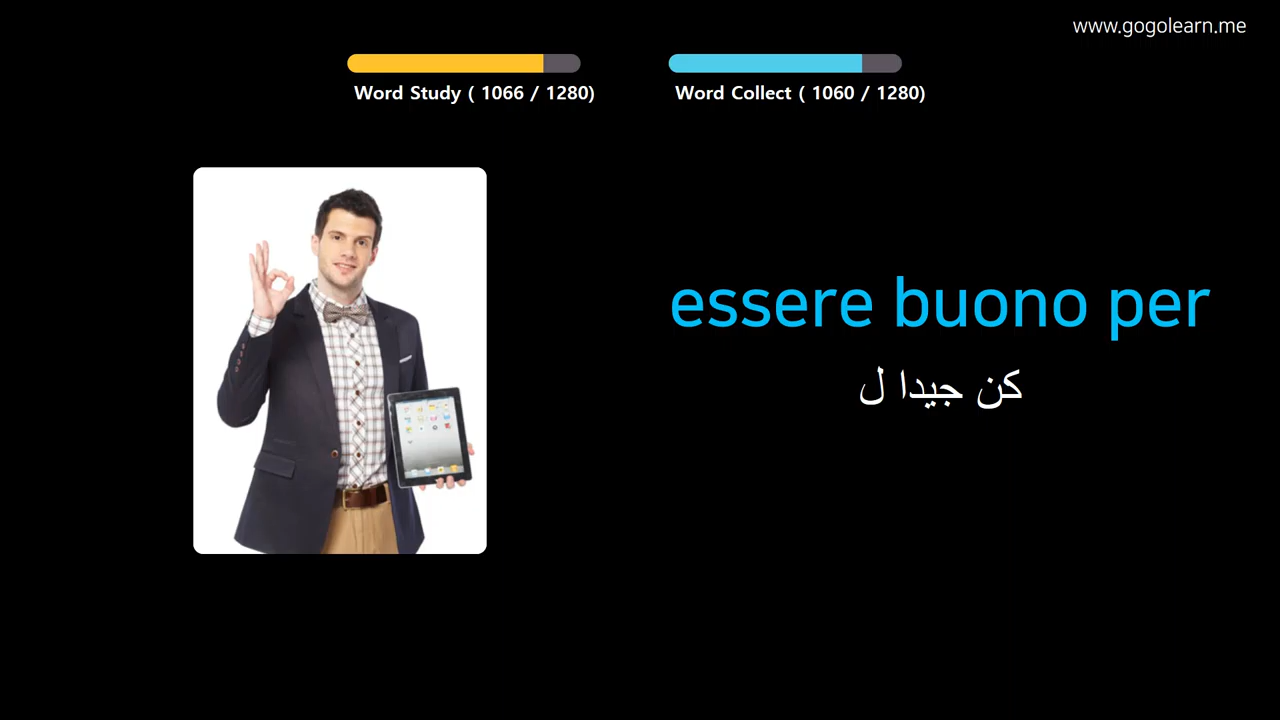 www.gogolearn.me
Word Study ( 1066 / 1280)
Word Collect ( 1060 / 1280)
essere buono per
كن جيدا ل